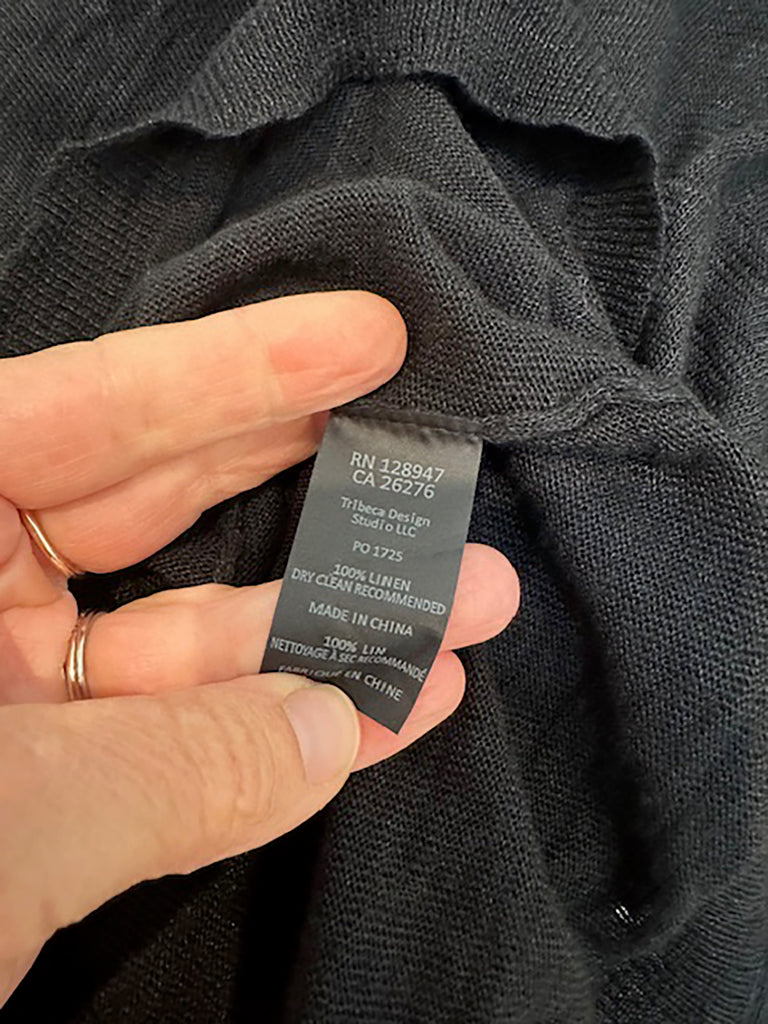 RN 128947
CA 26276
Tribeca Design
Studio LLC
PO 1725
100% LINEN
DRY CLEAN RECOMMENDED
MADE IN CHINA
100% LIN
NETTOYAGE À SEC RECOMMANDÉ
FABRIQUÉ EN CHINE